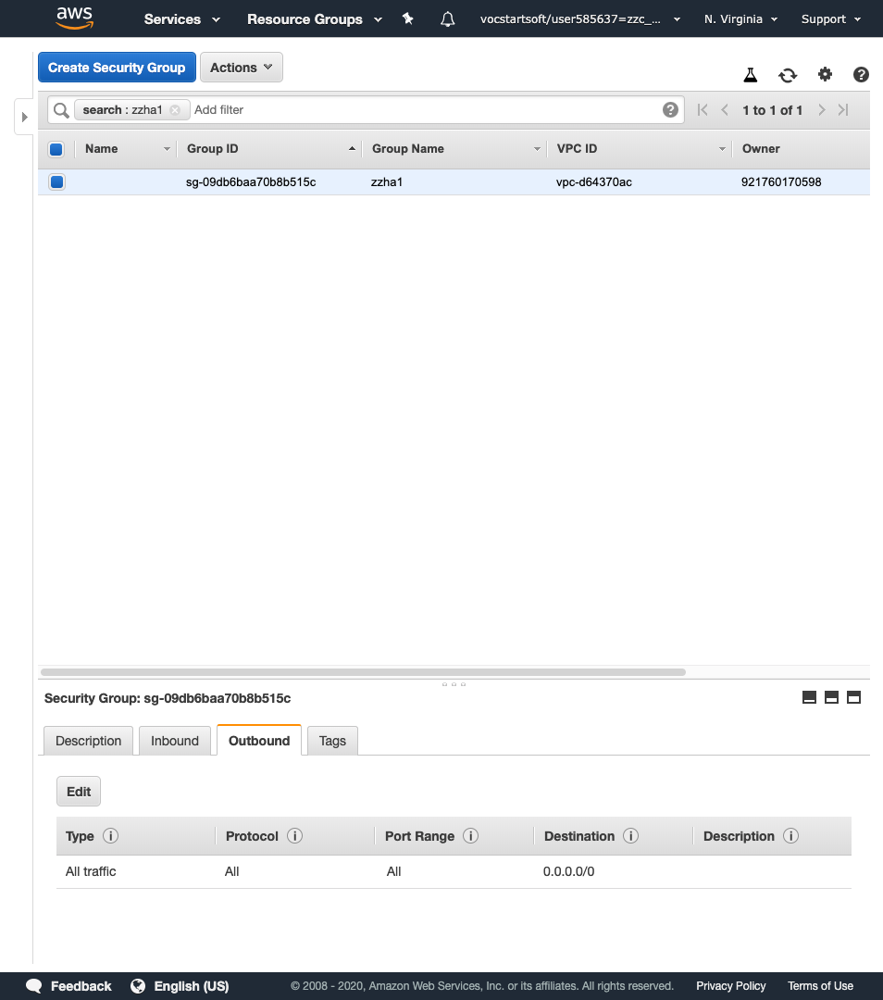 aws Services Resource Groups vocstartsoft/user585637=zzc_... N. Virginia Support
Create Security Group Actions
search : zzha1 Add filter 1 to 1 of 1
Name Group ID Group Name VPC ID Owner
sg-09db6baa70b8b515c zzha1 vpc-d64370ac 921760170598
Security Group: sg-09db6baa70b8b515c
Description Inbound Outbound Tags
Edit
Type Protocol Port Range Destination Description
All traffic All All 0.0.0.0/0
Feedback English (US) © 2008 - 2020, Amazon Web Services, Inc. or its affiliates. All rights reserved. Privacy Policy Terms of Use